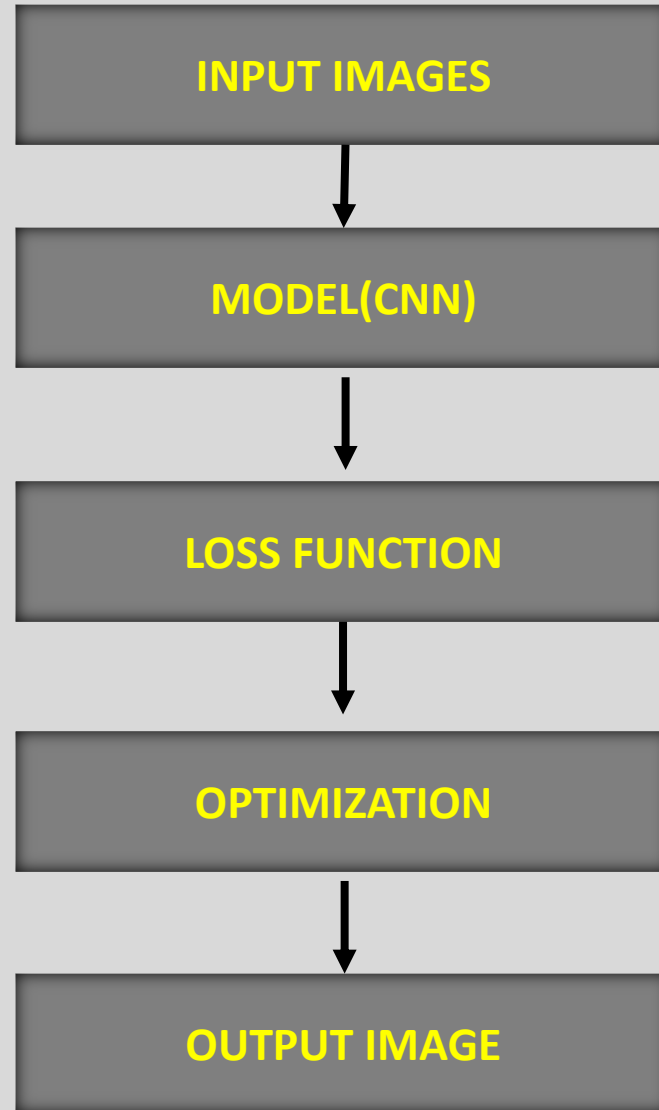 INPUT IMAGES
MODEL(CNN)
LOSS FUNCTION
OPTIMIZATION
OUTPUT IMAGE